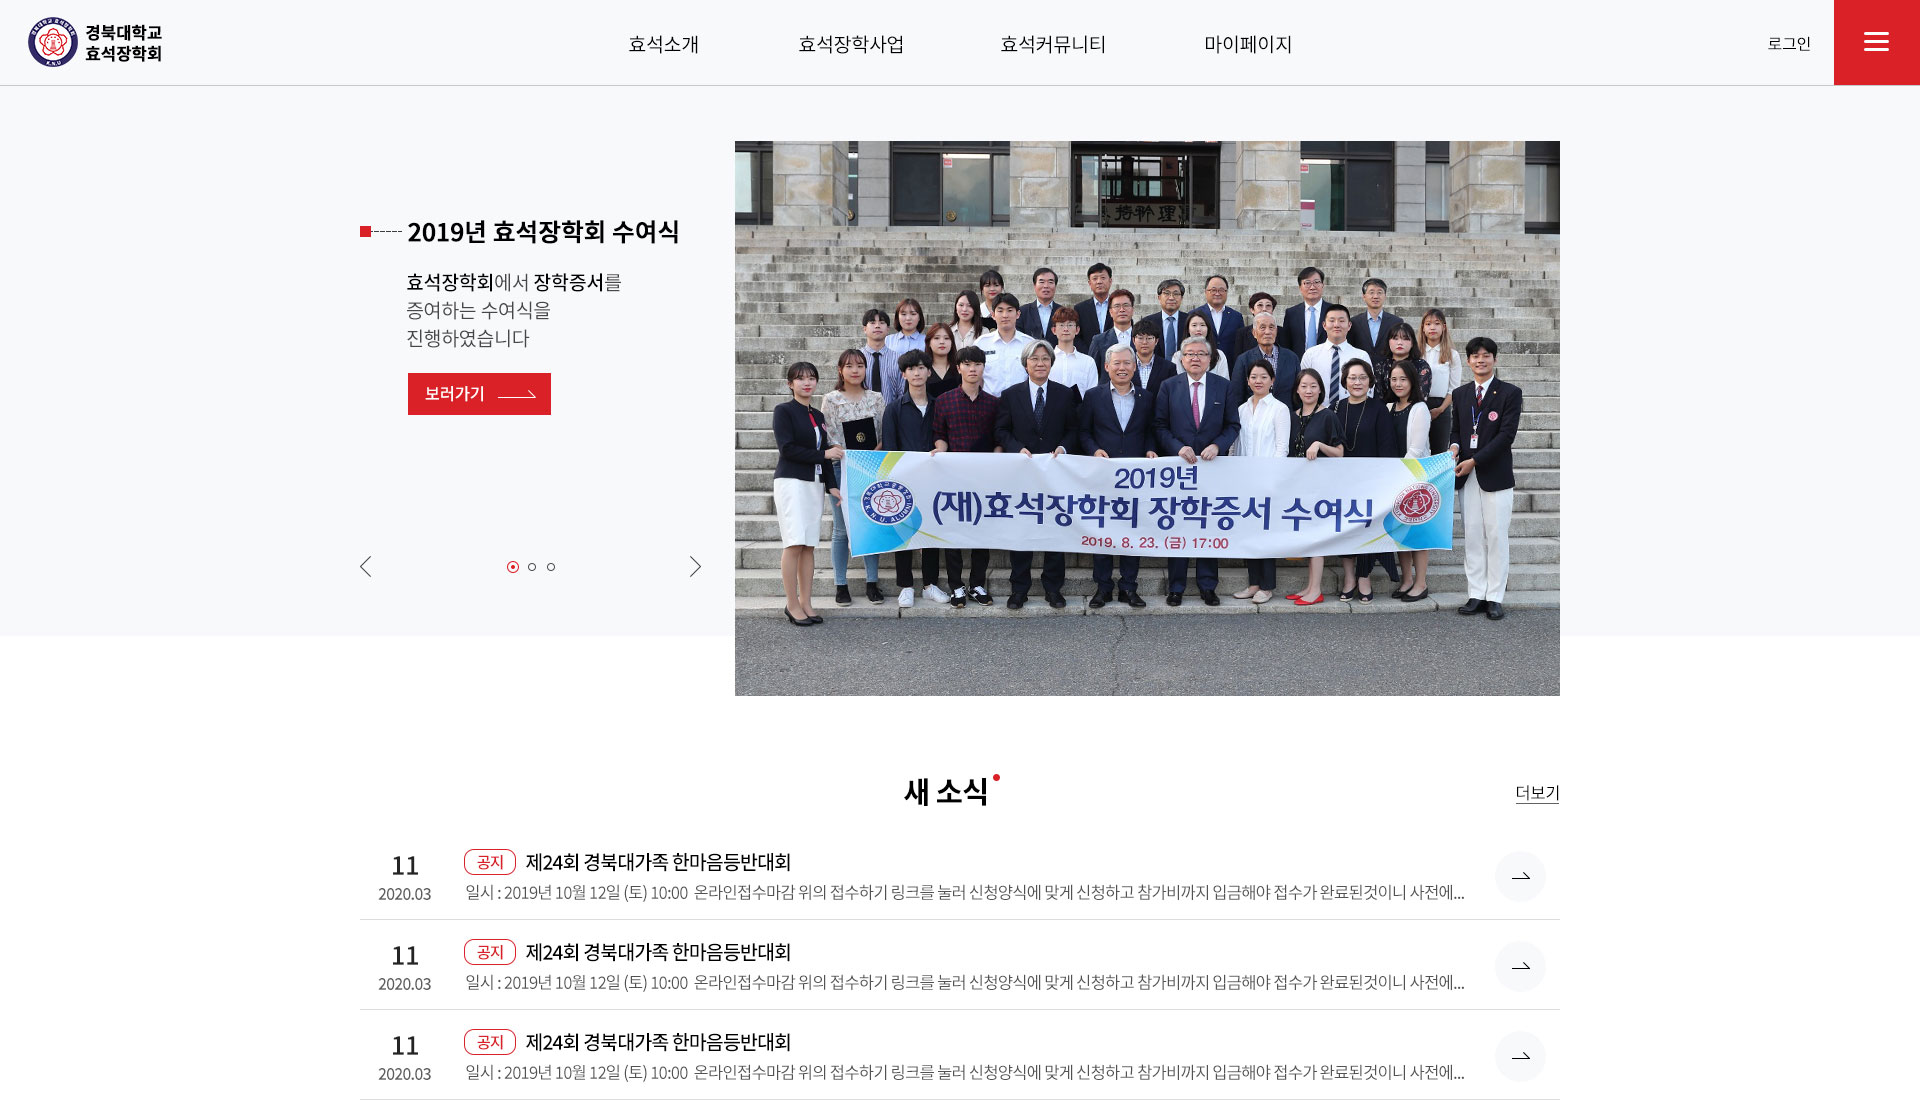 경북대학교
효석장학회
효석소개
효석장학사업
효석커뮤니티
마이페이지
로그인
2019년 효석장학회 수여식
효석장학회에서 장학증서를
증여하는 수여식을
진행하였습니다
보러가기
2019년
(재)효석장학회 장학증서 수여식
2019. 8. 23. (금) 17:00
새 소식
더보기
11
2020.03
공지 제24회 경북대가족 한마음등반대회
일시 : 2019년 10월 12일 (토) 10:00 온라인접수마감 위의 접수하기 링크를 눌러 신청양식에 맞게 신청하고 참가비까지 입금해야 접수가 완료된것이니 사전에...
11
2020.03
공지 제24회 경북대가족 한마음등반대회
일시 : 2019년 10월 12일 (토) 10:00 온라인접수마감 위의 접수하기 링크를 눌러 신청양식에 맞게 신청하고 참가비까지 입금해야 접수가 완료된것이니 사전에...
11
2020.03
공지 제24회 경북대가족 한마음등반대회
일시 : 2019년 10월 12일 (토) 10:00 온라인접수마감 위의 접수하기 링크를 눌러 신청양식에 맞게 신청하고 참가비까지 입금해야 접수가 완료된것이니 사전에...